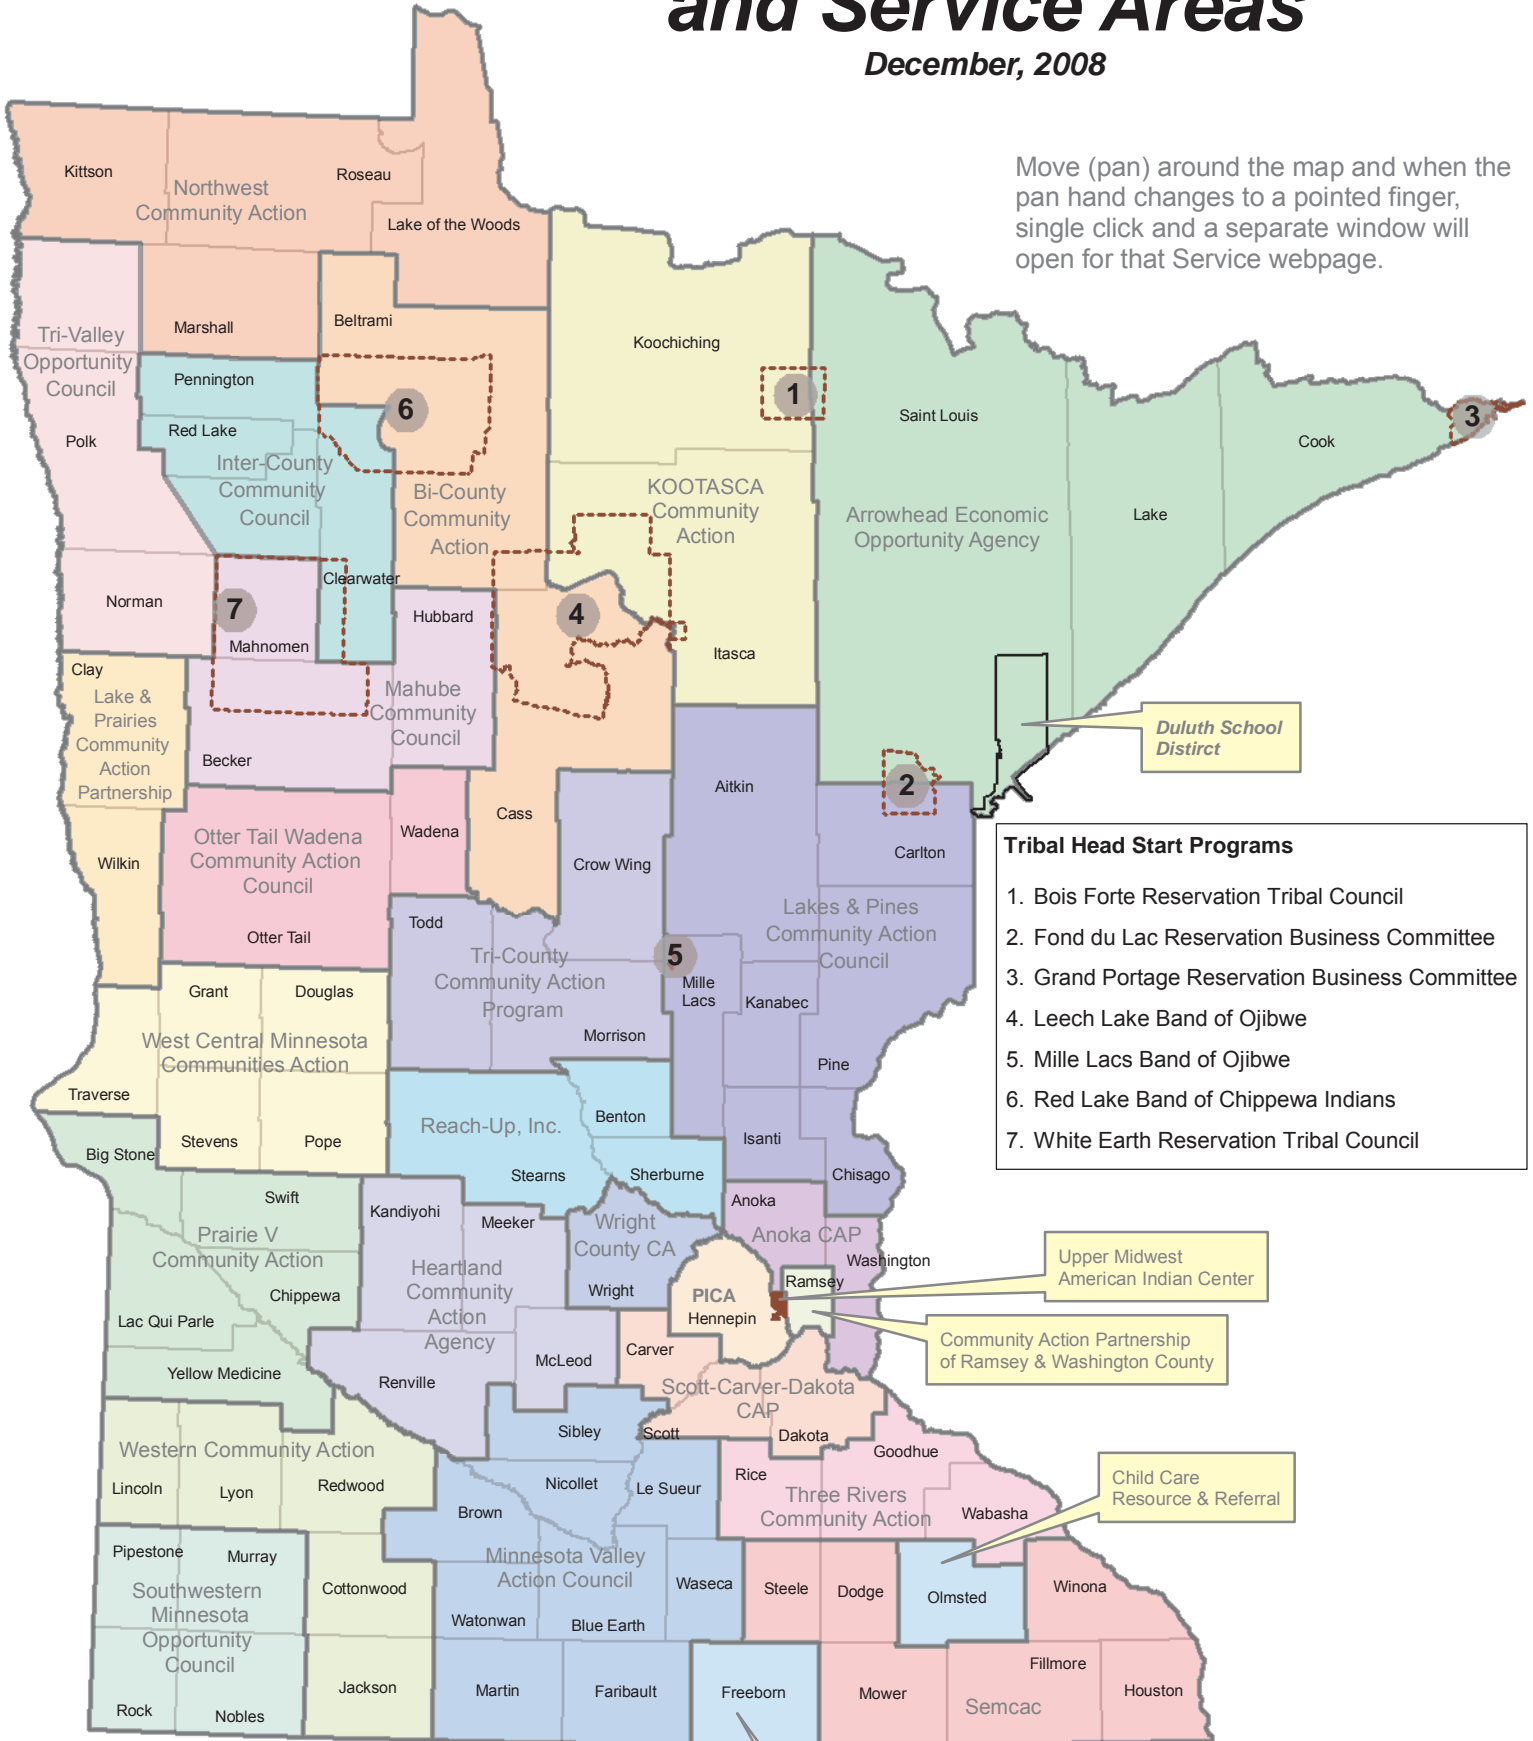 and Service Areas
December, 2008
Move (pan) around the map and when the
pan hand changes to a pointed finger,
single click and a separate window will
open for that Service webpage.
Kittson
Roseau
Northwest
Community Action
Lake of the Woods
Marshall
Beltrami
Tri-Valley
Opportunity
Council
Koochiching
Pennington
Polk
Red Lake
6
1
Saint Louis
3
Cook
Inter-County
Community
Council
Bi-County
Community
Action
KOOTASCA
Community
Action
Arrowhead Economic
Opportunity Agency
Lake
Clearwater
Norman
7
Mahnomen
Hubbard
4
Itasca
Clay
Lake &
Prairies
Community
Action
Partnership
Mahube
Community
Council
Becker
Duluth School
Distirct
Aitkin
2
Cass
Wadena
Otter Tail Wadena
Community Action
Council
Wilkin
Crow Wing
Carlton
Otter Tail
Todd
Lakes & Pines
Community Action
Council
Tri-County
Community Action
Program
5
Mille
Lacs
Kanabec
Morrison
Pine
Tribal Head Start Programs
1. Bois Forte Reservation Tribal Council
2. Fond du Lac Reservation Business Committee
3. Grand Portage Reservation Business Committee
4. Leech Lake Band of Ojibwe
5. Mille Lacs Band of Ojibwe
6. Red Lake Band of Chippewa Indians
7. White Earth Reservation Tribal Council
Grant
Douglas
West Central Minnesota
Communities Action
Traverse
Stevens
Pope
Reach-Up, Inc.
Benton
Stearns
Sherburne
Isanti
Chisago
Big Stone
Swift
Prairie V
Community Action
Chippewa
Lac Qui Parle
Yellow Medicine
Kandiyohi
Meeker
Heartland
Community
Action
Agency
McLeod
Renville
Wright
County CA
Wright
Anoka
Anoka CAP
Washington
Ramsey
PICA
Hennepin
Upper Midwest
American Indian Center
Community Action Partnership
of Ramsey & Washington County
Carver
Scott-Carver-Dakota
CAP
Scott
Dakota
Western Community Action
Lincoln
Lyon
Redwood
Sibley
Nicollet
Le Sueur
Brown
Rice
Goodhue
Three Rivers
Community Action
Wabasha
Child Care
Resource & Referral
Pipestone
Murray
Southwestern
Minnesota
Opportunity
Council
Cottonwood
Minnesota Valley
Action Council
Watonwan
Blue Earth
Waseca
Steele
Dodge
Olmsted
Winona
Rock
Nobles
Jackson
Martin
Faribault
Freeborn
Mower
Semcac
Fillmore
Houston